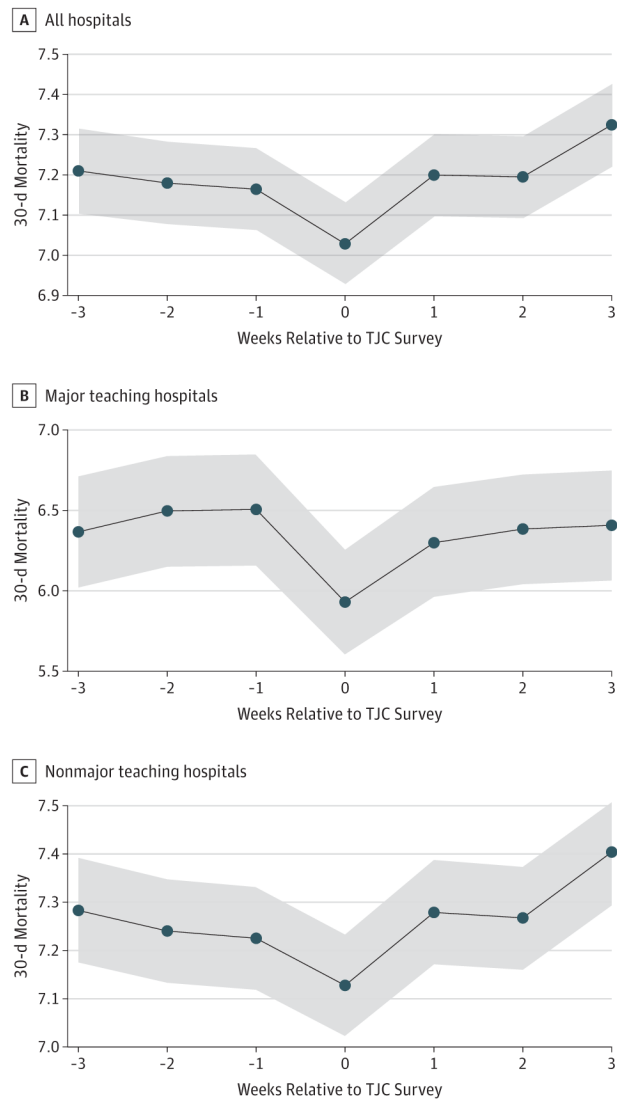 A All hospitals
7.5
7.4
7.3
7.2
7.1
7.0
6.9
30-d Mortality
-3 -2 -1 0 1 2 3
Weeks Relative to TJC Survey
B Major teaching hospitals
7.0
6.5
6.0
5.5
30-d Mortality
-3 -2 -1 0 1 2 3
Weeks Relative to TJC Survey
C Nonmajor teaching hospitals
7.5
7.4
7.3
7.2
7.1
7.0
30-d Mortality
-3 -2 -1 0 1 2 3
Weeks Relative to TJC Survey